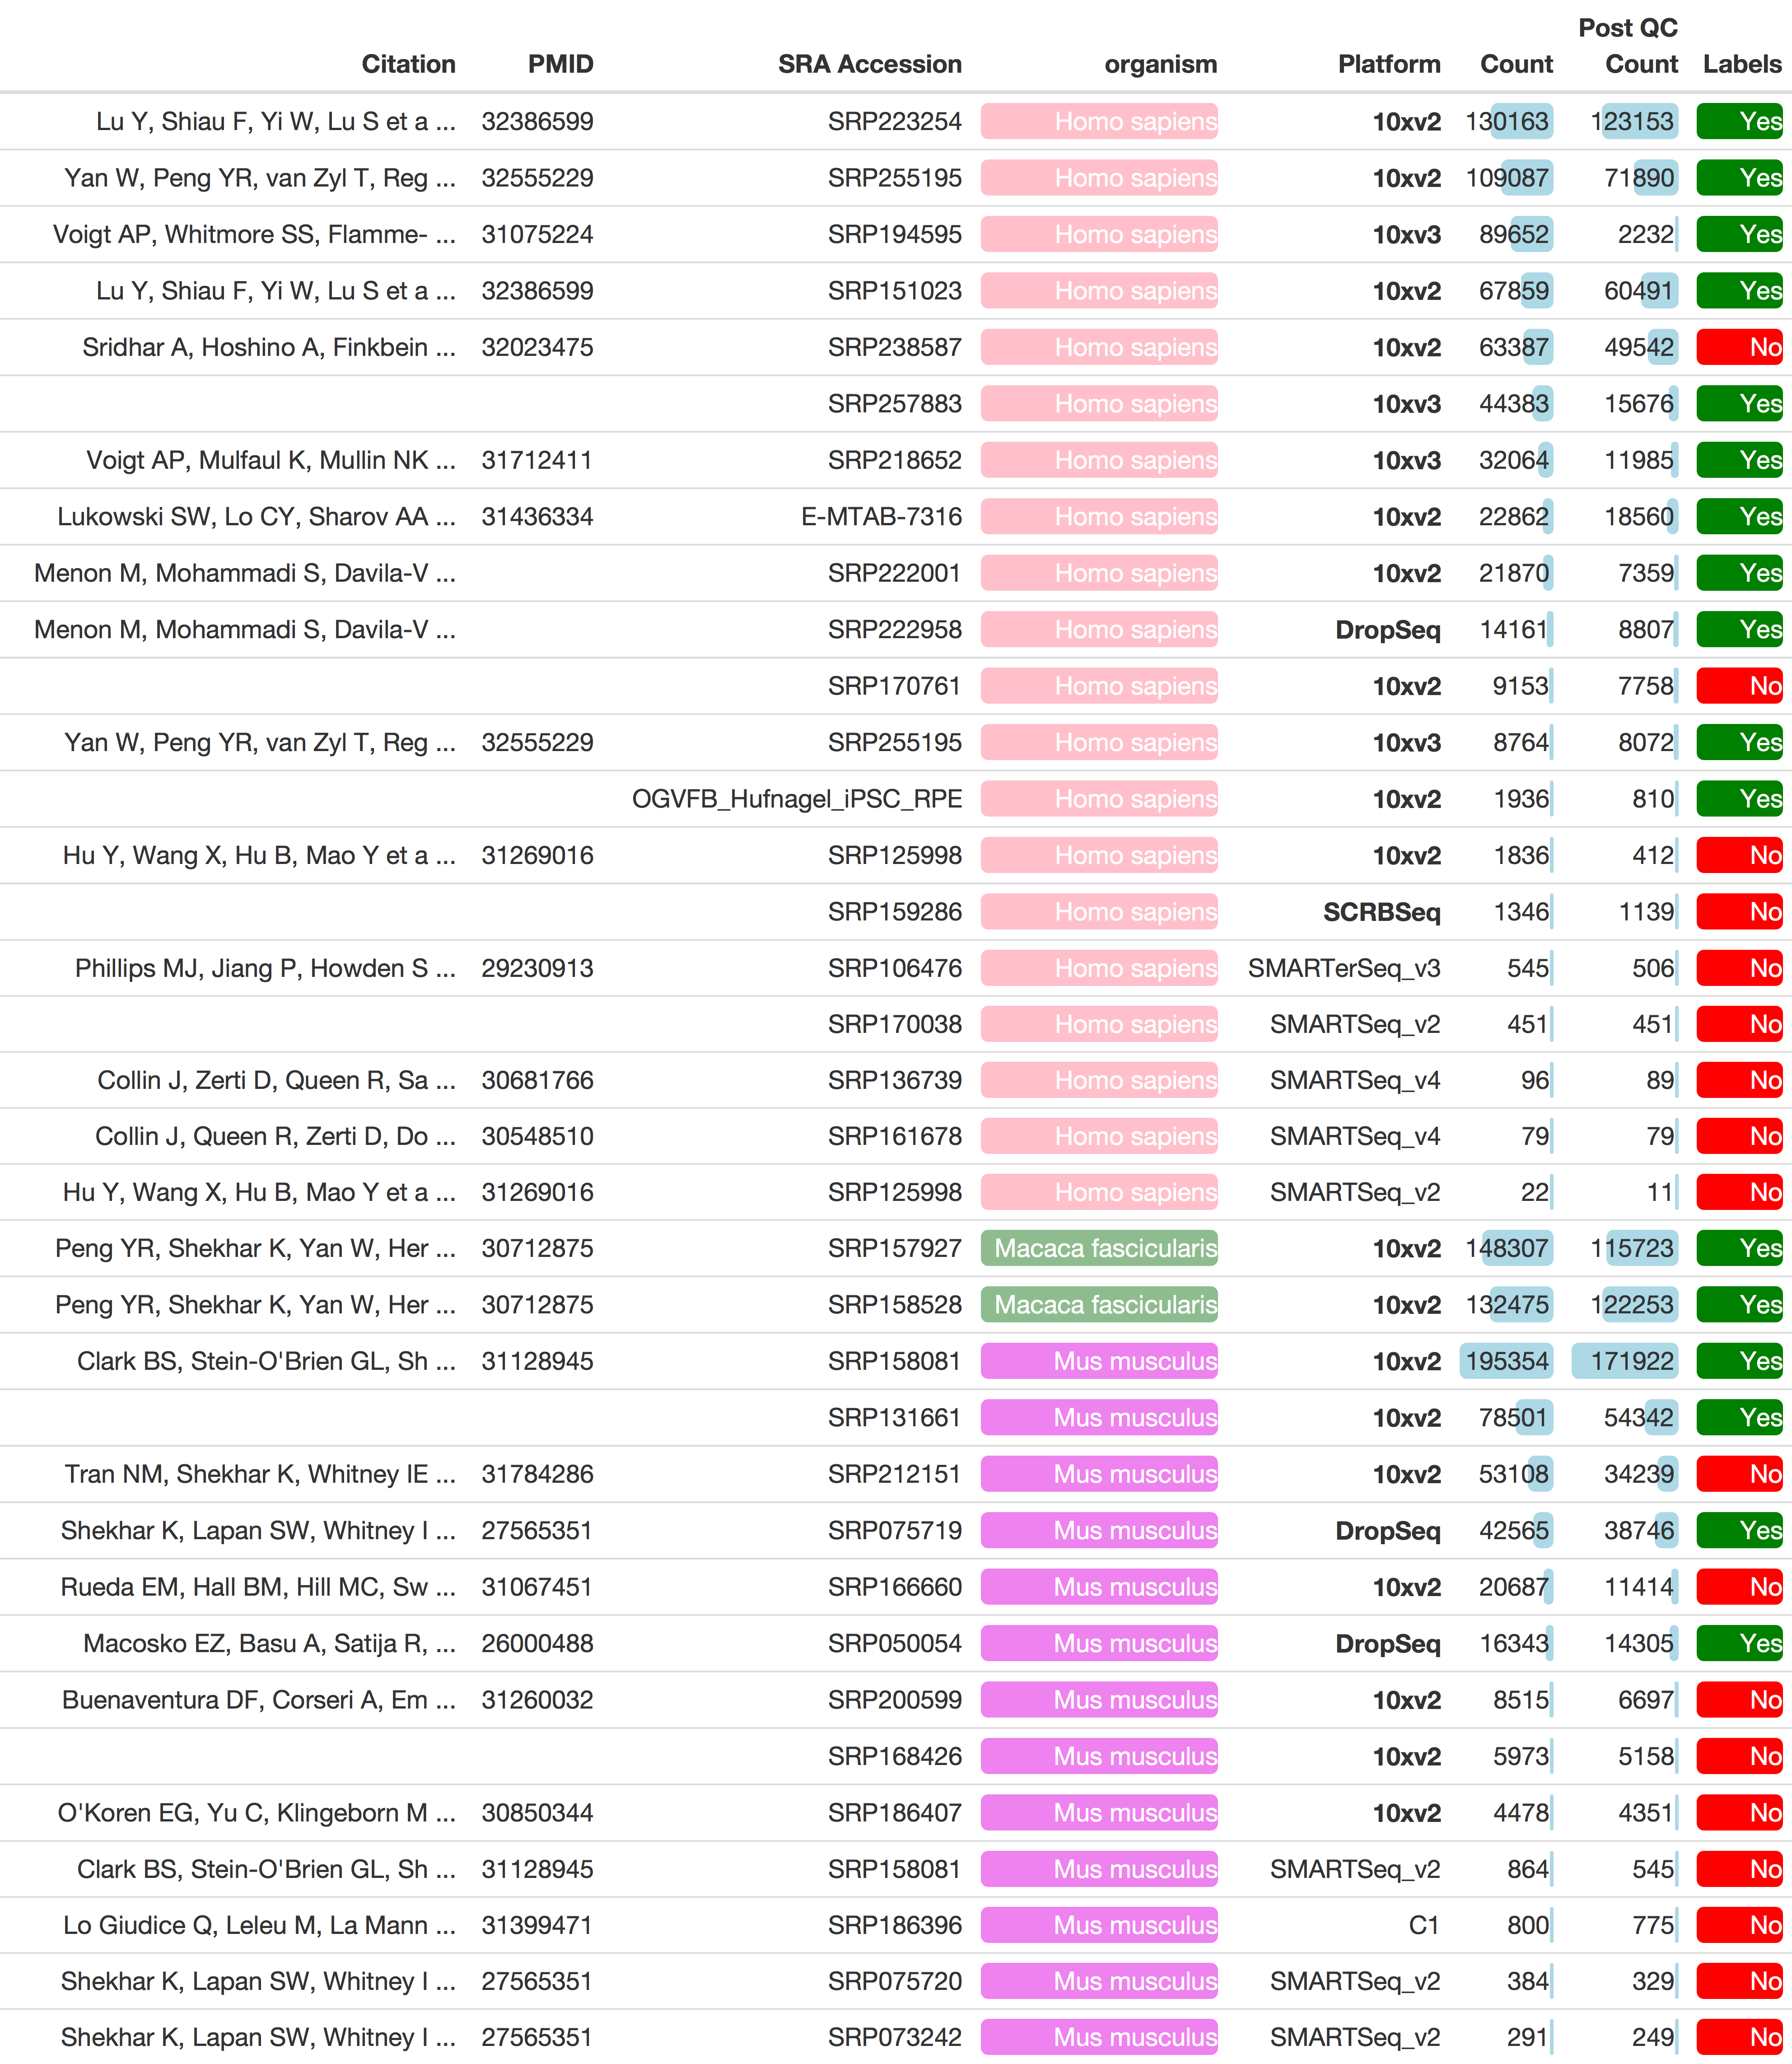 Citation PMID SRA Accession organism Platform Count Post QC Count Labels
Lu Y, Shiau F, Yi W, Lu S et a ... 32386599 SRP223254 Homo sapiens 10xv2 130163 123153 Yes
Yan W, Peng YR, van Zyl T, Reg ... 32555229 SRP255195 Homo sapiens 10xv2 109087 71890 Yes
Voigt AP, Whitmore SS, Flamme- ... 31075224 SRP194595 Homo sapiens 10xv3 89652 2232 Yes
Lu Y, Shiau F, Yi W, Lu S et a ... 32386599 SRP151023 Homo sapiens 10xv2 67859 60491 Yes
Sridhar A, Hoshino A, Finkbein ... 32023475 SRP238587 Homo sapiens 10xv2 63387 49542 No
SRP257883 Homo sapiens 10xv3 44383 15676 Yes
Voigt AP, Mulfaul K, Mullin NK ... 31712411 SRP218652 Homo sapiens 10xv3 32064 11985 Yes
Lukowski SW, Lo CY, Sharov AA ... 31436334 E-MTAB-7316 Homo sapiens 10xv2 22862 18560 Yes
Menon M, Mohammadi S, Davila-V ... SRP222001 Homo sapiens 10xv2 21870 7359 Yes
Menon M, Mohammadi S, Davila-V ... SRP222958 Homo sapiens DropSeq 14161 8807 Yes
SRP170761 Homo sapiens 10xv2 9153 7758 No
Yan W, Peng YR, van Zyl T, Reg ... 32555229 SRP255195 Homo sapiens 10xv3 8764 8072 Yes
OGVFB_Hufnagel_iPSC_RPE Homo sapiens 10xv2 1936 810 Yes
Hu Y, Wang X, Hu B, Mao Y et a ... 31269016 SRP125998 Homo sapiens 10xv2 1836 412 No
SRP159286 Homo sapiens SCRBSeq 1346 1139 No
Phillips MJ, Jiang P, Howden S ... 29230913 SRP106476 Homo sapiens SMARTerSeq_v3 545 506 No
SRP170038 Homo sapiens SMARTSeq_v2 451 451 No
Collin J, Zerti D, Queen R, Sa ... 30681766 SRP136739 Homo sapiens SMARTSeq_v4 96 89 No
Collin J, Queen R, Zerti D, Do ... 30548510 SRP161678 Homo sapiens SMARTSeq_v4 79 79 No
Hu Y, Wang X, Hu B, Mao Y et a ... 31269016 SRP125998 Homo sapiens SMARTSeq_v2 22 11 No
Peng YR, Shekhar K, Yan W, Her ... 30712875 SRP157927 Macaca fascicularis 10xv2 148307 115723 Yes
Peng YR, Shekhar K, Yan W, Her ... 30712875 SRP158528 Macaca fascicularis 10xv2 132475 122253 Yes
Clark BS, Stein-O'Brien GL, Sh ... 31128945 SRP158081 Mus musculus 10xv2 195354 171922 Yes
SRP131661 Mus musculus 10xv2 78501 54342 Yes
Tran NM, Shekhar K, Whitney IE ... 31784286 SRP212151 Mus musculus 10xv2 53108 34239 No
Shekhar K, Lapan SW, Whitney I ... 27565351 SRP075719 Mus musculus DropSeq 42565 38746 Yes
Rueda EM, Hall BM, Hill MC, Sw ... 31067451 SRP166660 Mus musculus 10xv2 20687 11414 No
Macosko EZ, Basu A, Satija R, ... 26000488 SRP050054 Mus musculus DropSeq 16343 14305 Yes
Buenaventura DF, Corseri A, Em ... 31260032 SRP200599 Mus musculus 10xv2 8515 6697 No
SRP168426 Mus musculus 10xv2 5973 5158 No
O'Koren EG, Yu C, Klingeborn M ... 30850344 SRP186407 Mus musculus 10xv2 4478 4351 No
Clark BS, Stein-O'Brien GL, Sh ... 31128945 SRP158081 Mus musculus SMARTSeq_v2 864 545 No
Lo Giudice Q, Leleu M, La Mann ... 31399471 SRP186396 Mus musculus C1 800 775 No
Shekhar K, Lapan SW, Whitney I ... 27565351 SRP075720 Mus musculus SMARTSeq_v2 384 329 No
Shekhar K, Lapan SW, Whitney I ... 27565351 SRP073242 Mus musculus SMARTSeq_v2 291 249 No